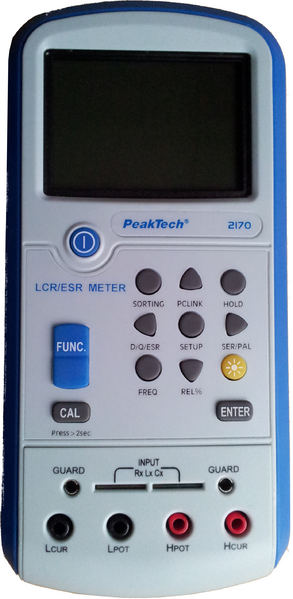 PeakTech® 2170
LCR/ESR METER
SORTING PCLINK HOLD
FUNC.
D/Q/ESR SETUP SER/PAL
FREQ REL%
CAL ENTER
Press>2sec.
INPUT
GUARD Rx Lx Cx GUARD
LCUR LPOT HPOT HCUR